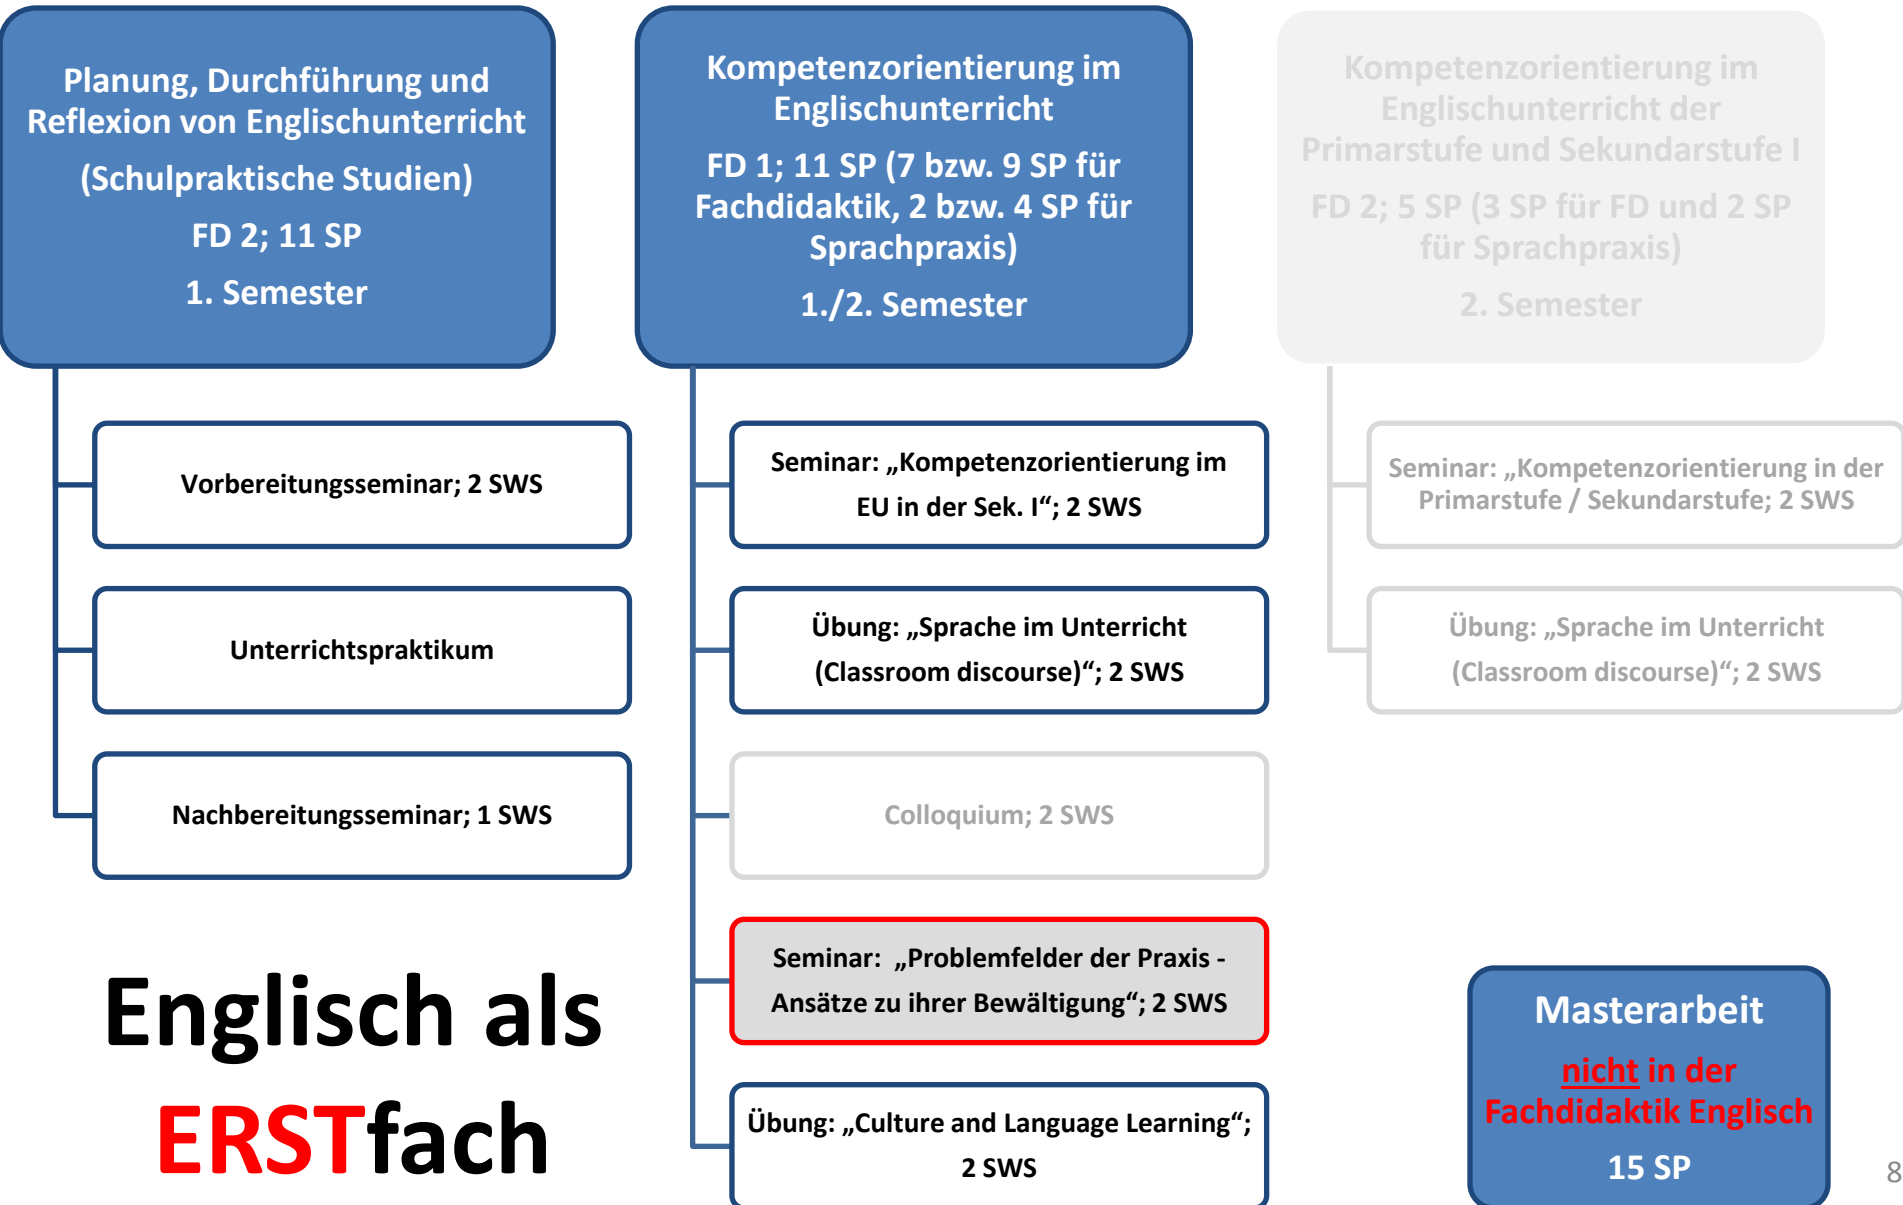 Planung, Durchführung und
Reflexion von Englischunterricht
(Schulpraktische Studien)
FD 2; 11 SP
1. Semester
Vorbereitungsseminar; 2 SWS
Unterrichtspraktikum
Nachbereitungsseminar; 1 SWS
Kompetenzorientierung im
Englischunterricht
FD 1; 11 SP (7 bzw. 9 SP für
Fachdidaktik, 2 bzw. 4 SP für
Sprachpraxis)
1./2. Semester
Seminar: „Kompetenzorientierung im
EU in der Sek. I“; 2 SWS
Übung: „Sprache im Unterricht
(Classroom discourse)“; 2 SWS
Colloquium; 2 SWS
Seminar: „Problemfelder der Praxis -
Ansätze zu ihrer Bewältigung“; 2 SWS
Übung: „Culture and Language Learning“;
2 SWS
Kompetenzorientierung im
Englischunterricht der
Primarstufe und Sekundarstufe I
FD 2; 5 SP (3 SP für FD und 2 SP
für Sprachpraxis)
2. Semester
Seminar: „Kompetenzorientierung in der
Primarstufe / Sekundarstufe; 2 SWS
Übung: „Sprache im Unterricht
(Classroom discourse)“; 2 SWS
Englisch als
ERSTfach
Masterarbeit
nicht in der
Fachdidaktik Englisch
15 SP
8